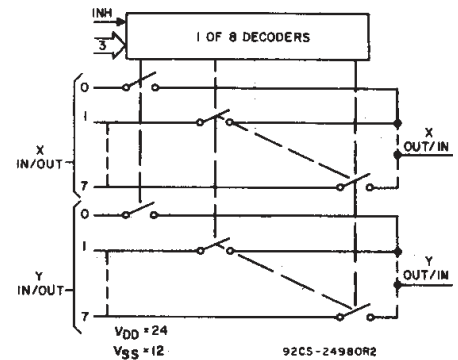 INH
1 OF 8 DECODERS
3
0
1
X
IN/OUT
7
X
OUT/IN
0
1
Y
IN/OUT
7
Y
OUT/IN
VDD = 24
VSS = 12
92CS-24980R2